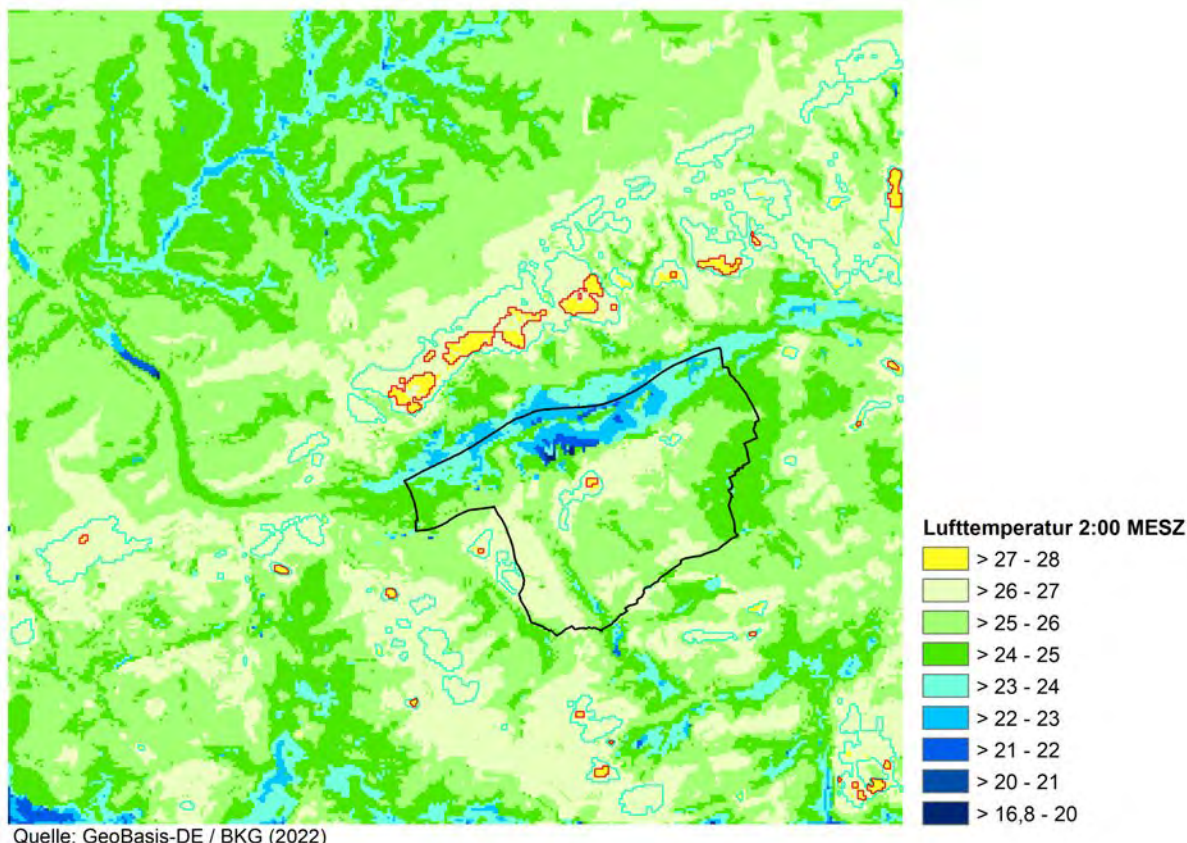 Lufttemperatur 2:00 MESZ
> 27 - 28
> 26 - 27
> 25 - 26
> 24 - 25
> 23 - 24
> 22 - 23
> 21 - 22
> 20 - 21
> 16,8 - 20
Quelle: GeoBasis-DE / BKG (2022)